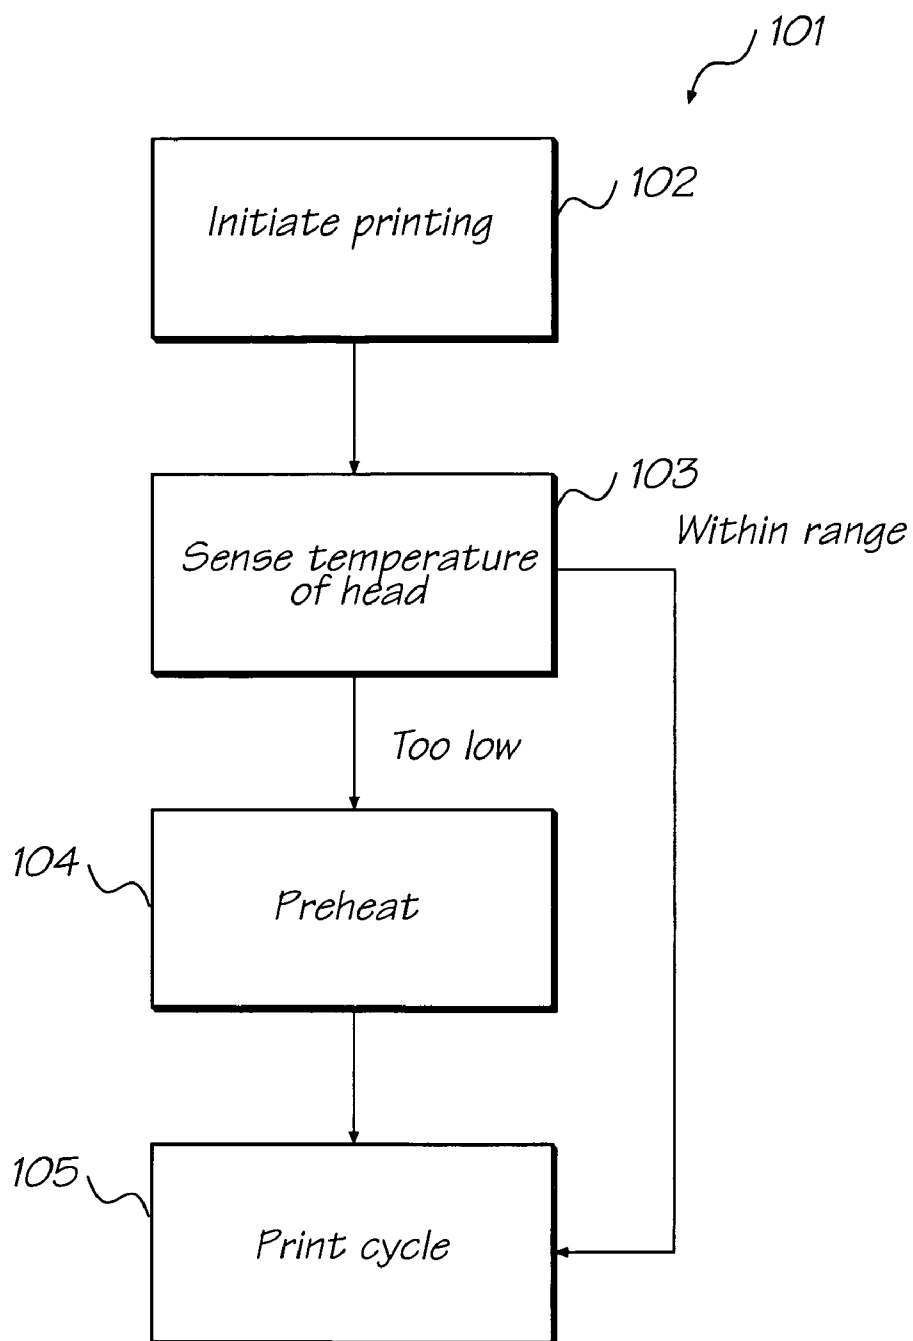 101
Initiate printing
102
103
Within range
Sense temperature
of head
Too low
104
Preheat
105
Print cycle